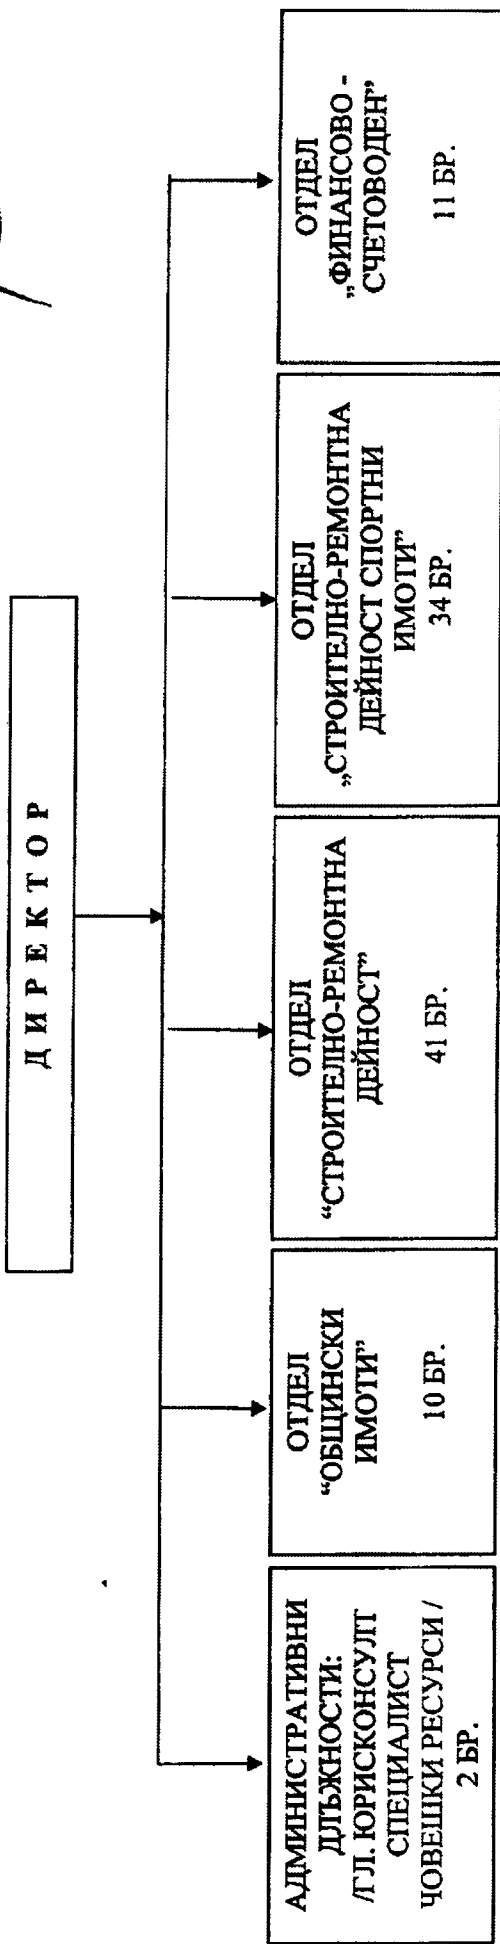 ДИРЕКТОР
АДМИНИСТРАТИВНИ
ДЛЪЖНОСТИ:
/ГЛ. ЮРИСКОНСУЛТ
СПЕЦИАЛИСТ
ЧОВЕШКИ РЕСУРСИ /
2 БР.
ОТДЕЛ
“ОБЩИНСКИ
ИМОТИ”
10 БР.
ОТДЕЛ
“СТРОИТЕЛНО-РЕМОНТНА
ДЕЙНОСТ”
41 БР.
ОТДЕЛ
„СТРОИТЕЛНО-РЕМОНТНА
ДЕЙНОСТ СПОРТНИ
ИМОТИ”
34 БР.
ОТДЕЛ
„ФИНАНСОВО -
СЧЕТОВОДЕН”
11 БР.